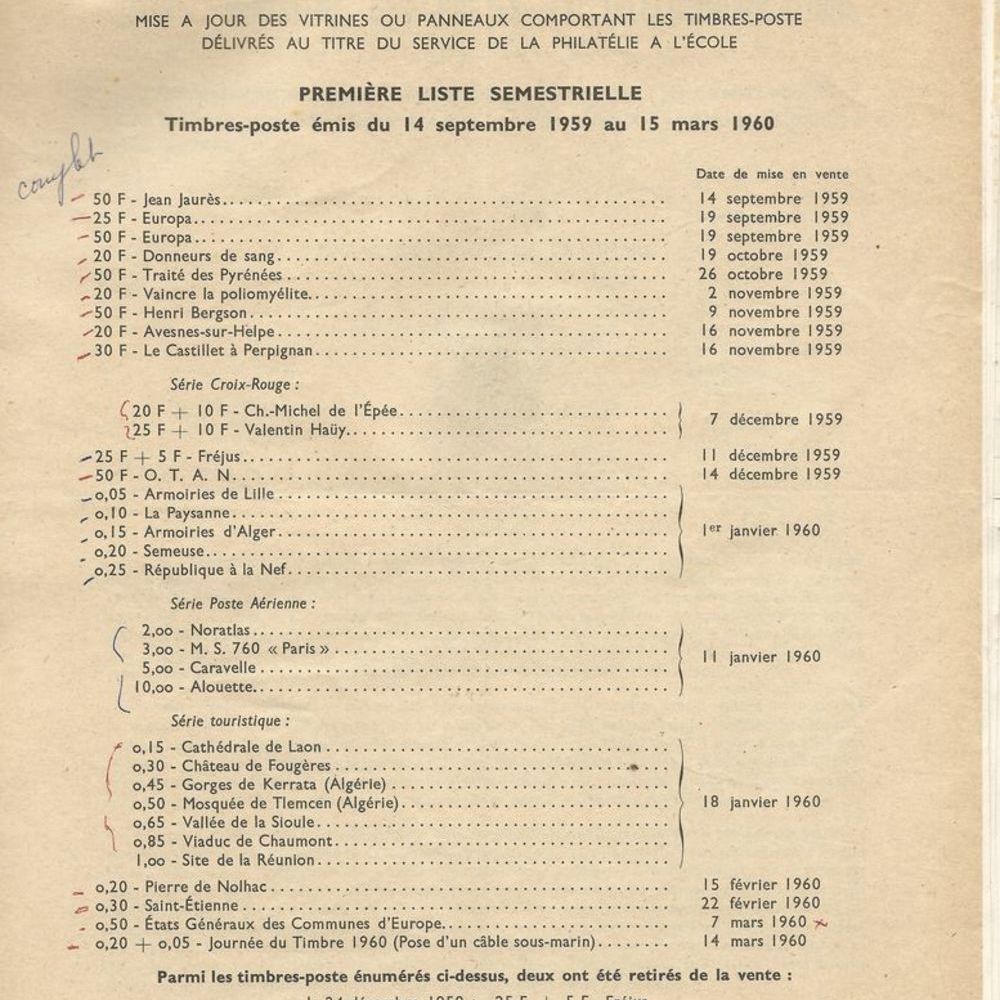 MISE A JOUR DES VITRINES OU PANNEAUX COMPORTANT LES TIMBRES-POSTE
DÉLIVRÉS AU TITRE DU SERVICE DE LA PHILATÉLIE A L'ÉCOLE
PREMIÈRE LISTE SEMESTRIELLE
Timbres-poste émis du 14 septembre 1959 au 15 mars 1960
complet
Date de mise en vente
50 F - Jean Jaurès 14 septembre 1959
25 F - Europa 19 septembre 1959
50 F - Europa 19 septembre 1959
20 F - Donneurs de sang 19 octobre 1959
50 F - Traité des Pyrénées 26 octobre 1959
20 F - Vaincre la poliomyélite 2 novembre 1959
50 F - Henri Bergson 9 novembre 1959
20 F - Avesnes-sur-Helpe 16 novembre 1959
30 F - Le Castillet à Perpignan 16 novembre 1959
Série Croix-Rouge :
20 F + 10 F - Ch.-Michel de l'Épée
25 F + 10 F - Valentin Haüy
7 décembre 1959
25 F + 5 F - Fréjus 11 décembre 1959
50 F - O. T. A. N. 14 décembre 1959
0,05 - Armoiries de Lille
0,10 - La Paysanne
0,15 - Armoiries d'Alger
0,20 - Semeuse
0,25 - République à la Nef
1er janvier 1960
Série Poste Aérienne :
2,00 - Noratlas
3,00 - M. S. 760 « Paris »
5,00 - Caravelle
10,00 - Alouette
11 janvier 1960
Série touristique :
0,15 - Cathédrale de Laon
0,30 - Château de Fougères
0,45 - Gorges de Kerrata (Algérie)
0,50 - Mosquée de Tlemcen (Algérie)
0,65 - Vallée de la Sioule
0,85 - Viaduc de Chaumont
1,00 - Site de la Réunion
18 janvier 1960
0,20 - Pierre de Nolhac 15 février 1960
0,30 - Saint-Étienne 22 février 1960
0,50 - États Généraux des Communes d'Europe 7 mars 1960
0,20 + 0,05 - Journée du Timbre 1960 (Pose d'un câble sous-marin) 14 mars 1960
Parmi les timbres-poste énumérés ci-dessus, deux ont été retirés de la vente :